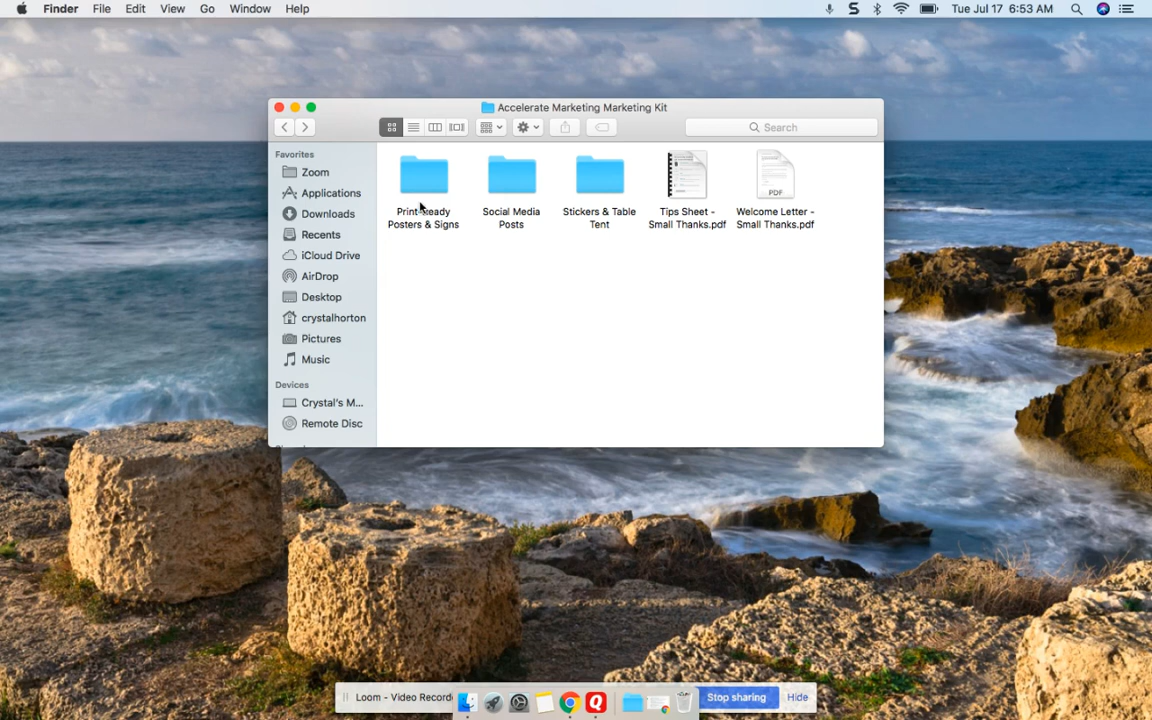 Finder File Edit View Go Window Help
Tue Jul 17 6:53 AM
Accelerate Marketing Marketing Kit
Search
Favorites
Zoom
Applications
Downloads
Recents
iCloud Drive
AirDrop
Desktop
crystalhorton
Pictures
Music
Devices
Crystal's M...
Remote Disc
Print-Ready
Posters & Signs
Social Media
Posts
Stickers & Table
Tent
Tips Sheet -
Small Thanks.pdf
PDF
Welcome Letter -
Small Thanks.pdf
Loom - Video Recorde
Stop sharing
Hide